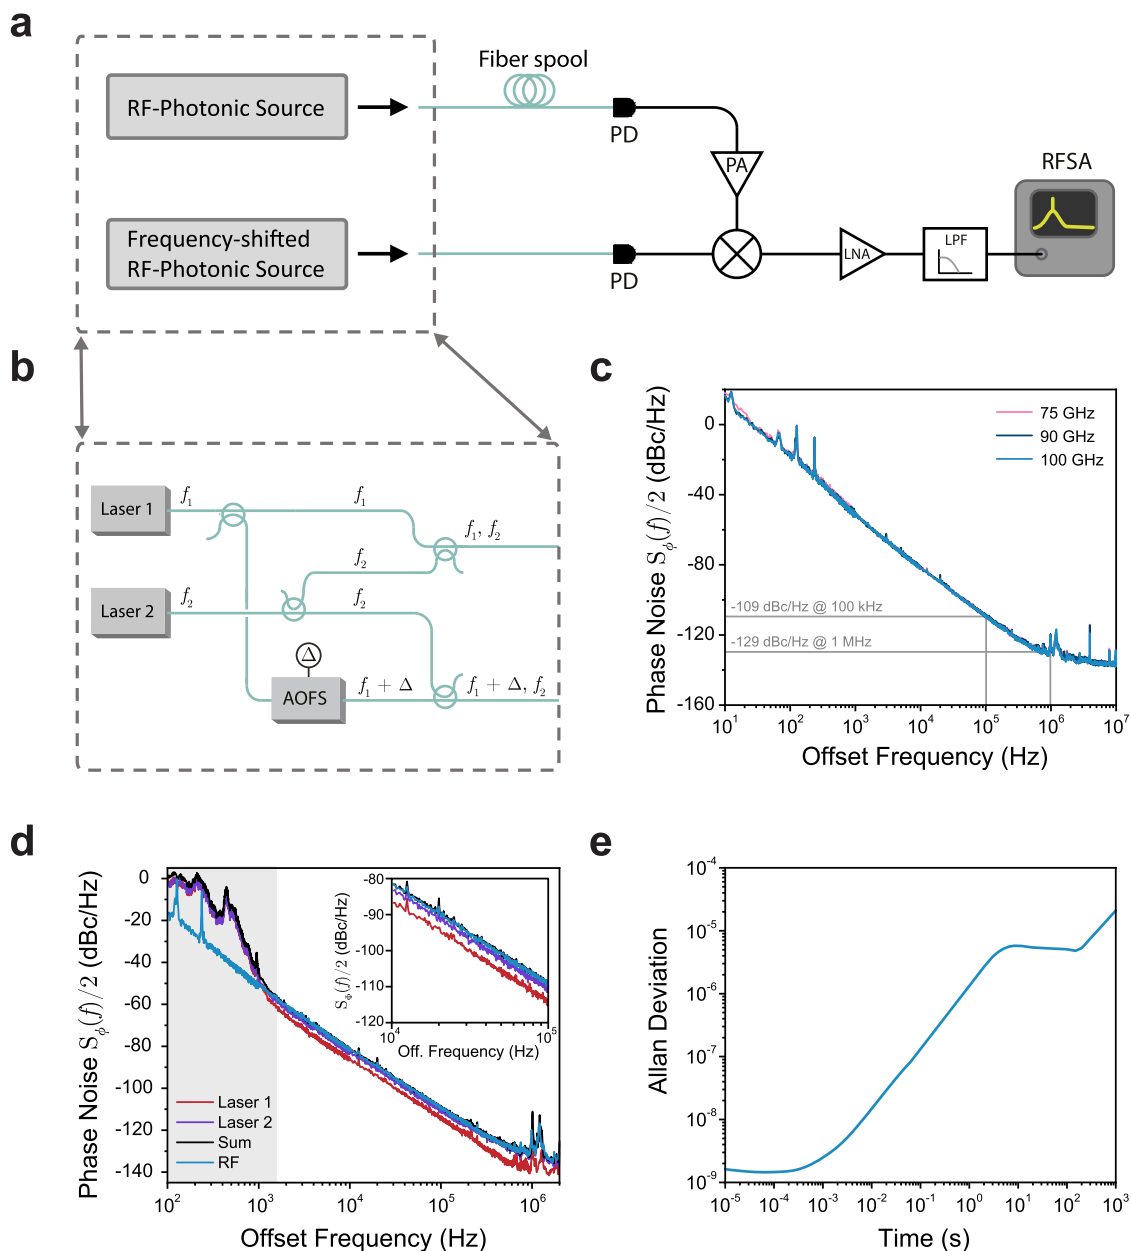 a
Fiber spool
RF-Photonic Source
PD
PA
RFSA
Frequency-shifted
RF-Photonic Source
PD
LNA
LPF
b
Laser 1
f₁
f₁
f₁, f₂
f₂
Laser 2
f₂
f₂
Δ
AOFS
f₁ + Δ
f₁ + Δ, f₂
c
Phase Noise S_ϕ(f)/2 (dBc/Hz)
0
-40
-80
-120
-160
75 GHz
90 GHz
100 GHz
-109 dBc/Hz @ 100 kHz
-129 dBc/Hz @ 1 MHz
10¹ 10² 10³ 10⁴ 10⁵ 10⁶ 10⁷
Offset Frequency (Hz)
d
Phase Noise S_ϕ(f)/2 (dBc/Hz)
0
-20
-40
-60
-80
-100
-120
-140
Laser 1
Laser 2
Sum
RF
10² 10³ 10⁴ 10⁵ 10⁶
Offset Frequency (Hz)
S_Φ(f)/2 (dBc/Hz)
-80
-90
-100
-110
-120
10⁴ 10⁵
Off. Frequency (Hz)
e
Allan Deviation
10⁻⁴
10⁻⁵
10⁻⁶
10⁻⁷
10⁻⁸
10⁻⁹
10⁻⁵ 10⁻⁴ 10⁻³ 10⁻² 10⁻¹ 10⁰ 10¹ 10² 10³
Time (s)